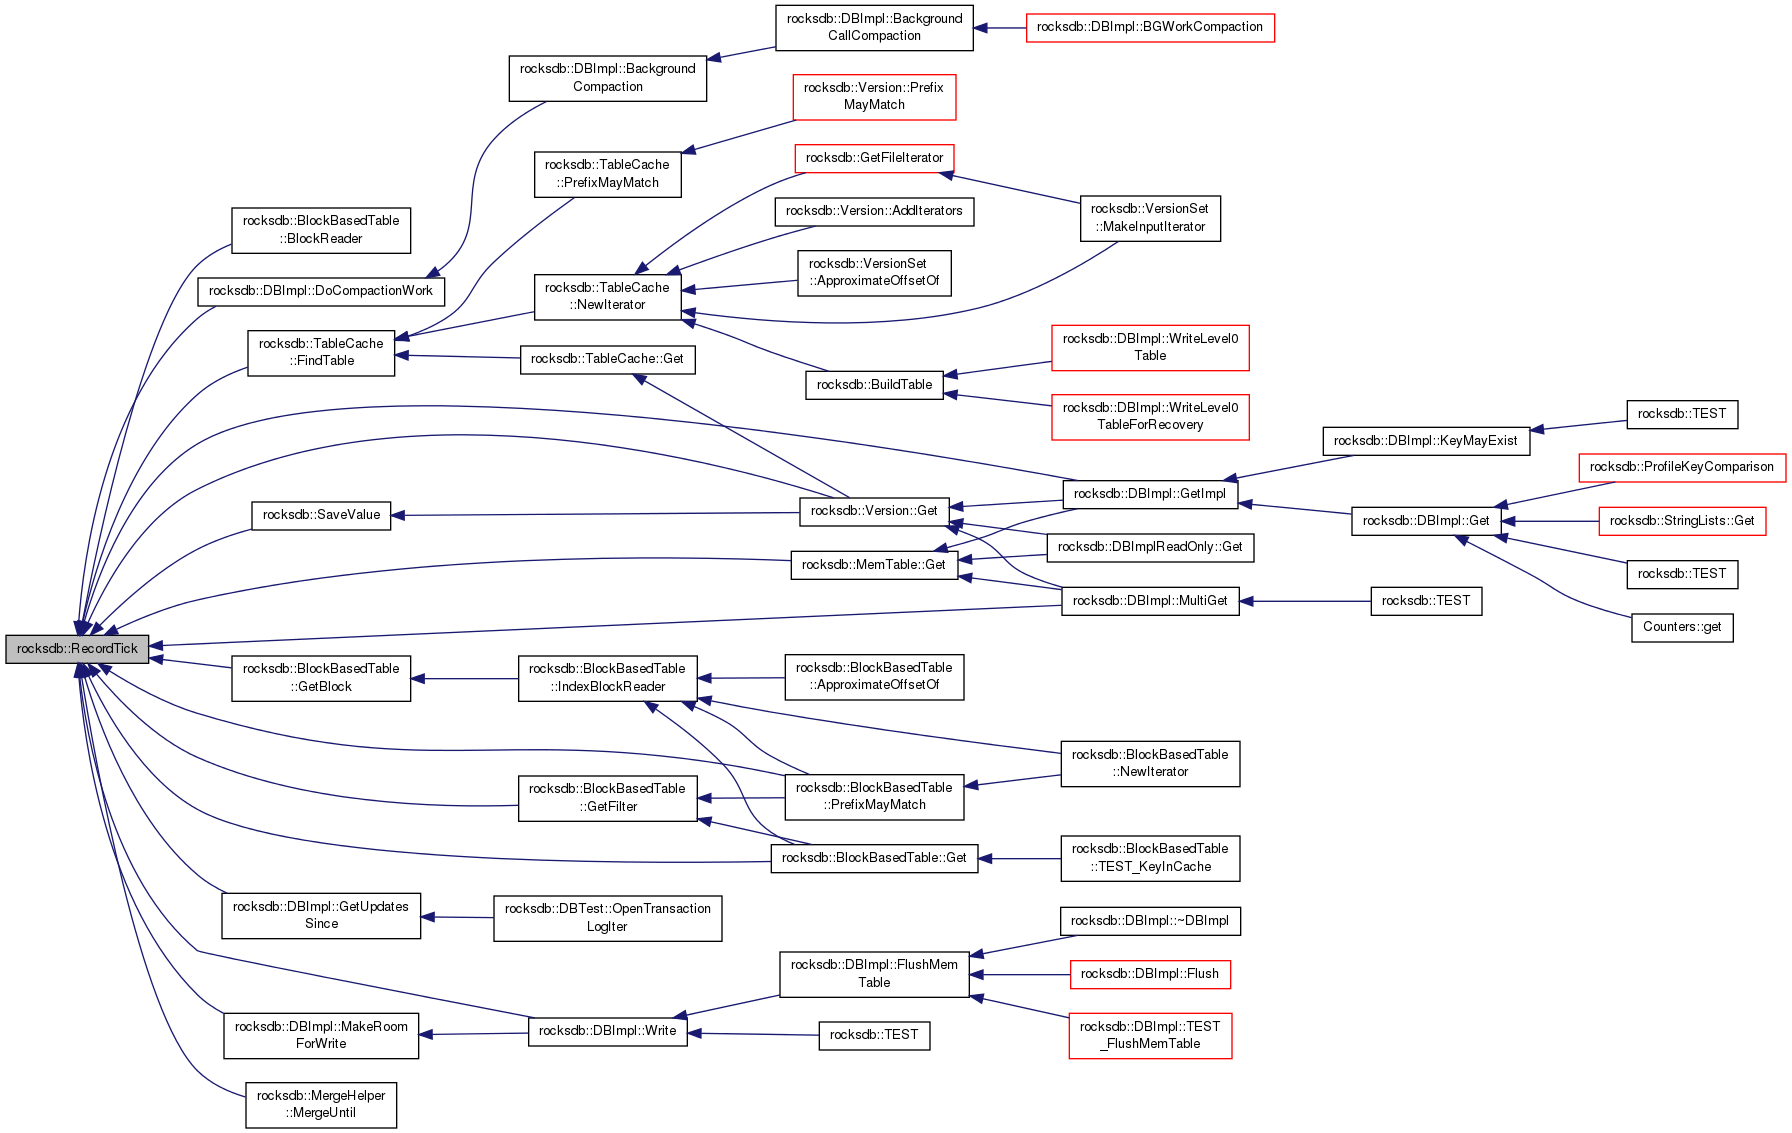 rocksdb::DBImpl::Background
CallCompaction
rocksdb::DBImpl::BGWorkCompaction
rocksdb::DBImpl::Background
Compaction
rocksdb::Version::Prefix
MayMatch
rocksdb::TableCache
::PrefixMayMatch
rocksdb::GetFileIterator
rocksdb::Version::AddIterators
rocksdb::VersionSet
::MakeInputIterator
rocksdb::BlockBasedTable
::BlockReader
rocksdb::VersionSet
::ApproximateOffsetOf
rocksdb::DBImpl::DoCompactionWork
rocksdb::TableCache
::NewIterator
rocksdb::TableCache
::FindTable
rocksdb::TableCache::Get
rocksdb::DBImpl::WriteLevel0
Table
rocksdb::BuildTable
rocksdb::DBImpl::WriteLevel0
TableForRecovery
rocksdb::TEST
rocksdb::DBImpl::KeyMayExist
rocksdb::ProfileKeyComparison
rocksdb::DBImpl::GetImpl
rocksdb::SaveValue
rocksdb::Version::Get
rocksdb::DBImpl::Get
rocksdb::StringLists::Get
rocksdb::DBImplReadOnly::Get
rocksdb::MemTable::Get
rocksdb::TEST
rocksdb::DBImpl::MultiGet
rocksdb::TEST
Counters::get
rocksdb::RecordTick
rocksdb::BlockBasedTable
::GetBlock
rocksdb::BlockBasedTable
::IndexBlockReader
rocksdb::BlockBasedTable
::ApproximateOffsetOf
rocksdb::BlockBasedTable
::NewIterator
rocksdb::BlockBasedTable
::GetFilter
rocksdb::BlockBasedTable
::PrefixMayMatch
rocksdb::BlockBasedTable::Get
rocksdb::BlockBasedTable
::TEST_KeyInCache
rocksdb::DBImpl::GetUpdates
Since
rocksdb::DBTest::OpenTransaction
LogIter
rocksdb::DBImpl::~DBImpl
rocksdb::DBImpl::FlushMem
Table
rocksdb::DBImpl::Flush
rocksdb::DBImpl::MakeRoom
ForWrite
rocksdb::DBImpl::Write
rocksdb::TEST
rocksdb::DBImpl::TEST
_FlushMemTable
rocksdb::MergeHelper
::MergeUntil